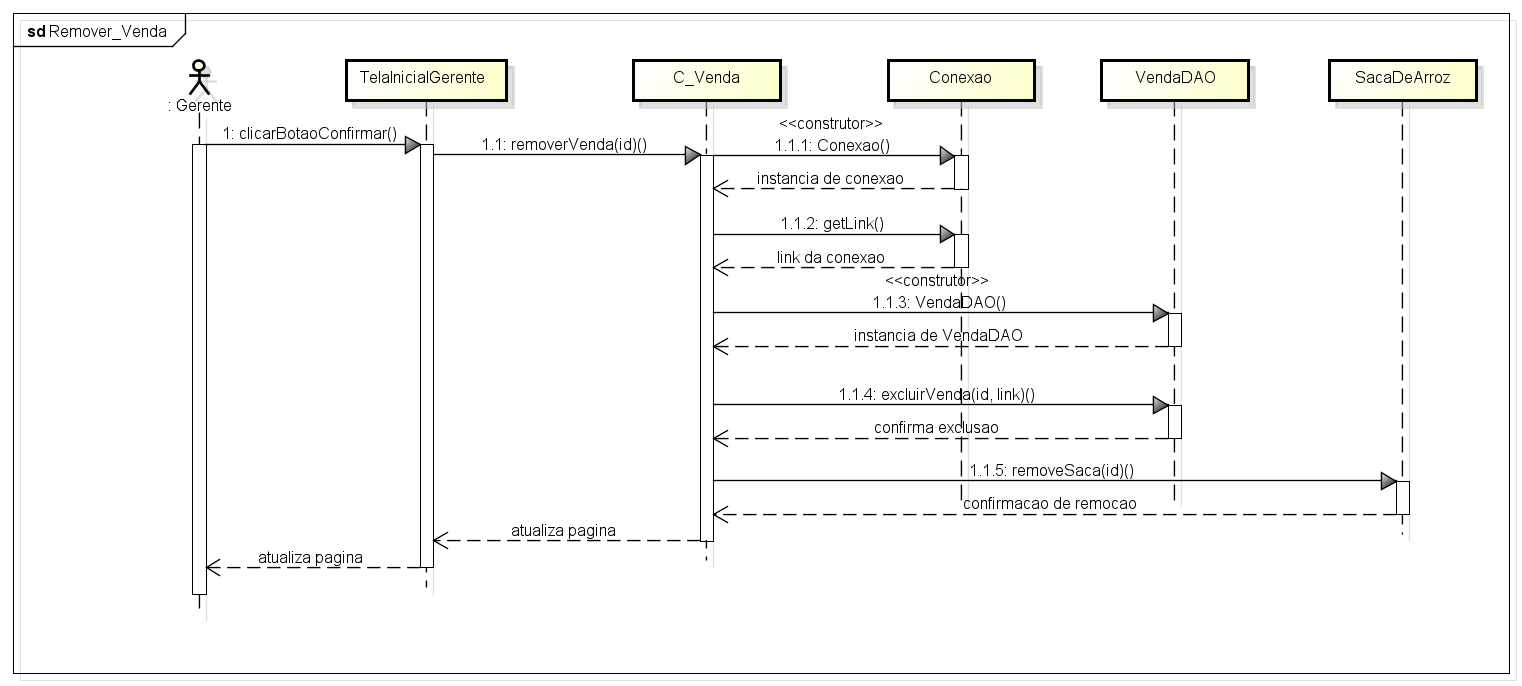 sd Remover_Venda
: Gerente
TelaInicialGerente
C_Venda
Conexao
VendaDAO
SacaDeArroz
1: clicarBotaoConfirmar()
1.1: removerVenda(id)()
<<construtor>>
1.1.1: Conexao()
instancia de conexao
1.1.2: getLink()
link da conexao
<<construtor>>
1.1.3: VendaDAO()
instancia de VendaDAO
1.1.4: excluirVenda(id, link)()
confirma exclusao
1.1.5: removeSaca(id)()
confirmacao de remocao
atualiza pagina
atualiza pagina